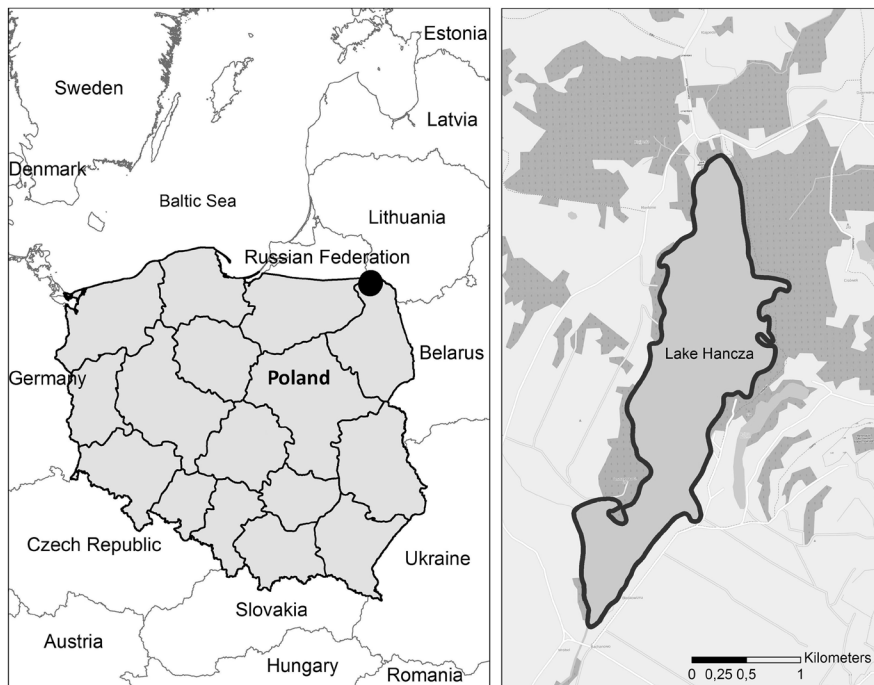 Estonia
Sweden
Latvia
Denmark
Baltic Sea
Lithuania
Russian Federation
Belarus
Germany
Poland
Czech Republic
Ukraine
Slovakia
Austria
Hungary
Romania
Lake Hancza
Kilometers
0 0,25 0,5 1